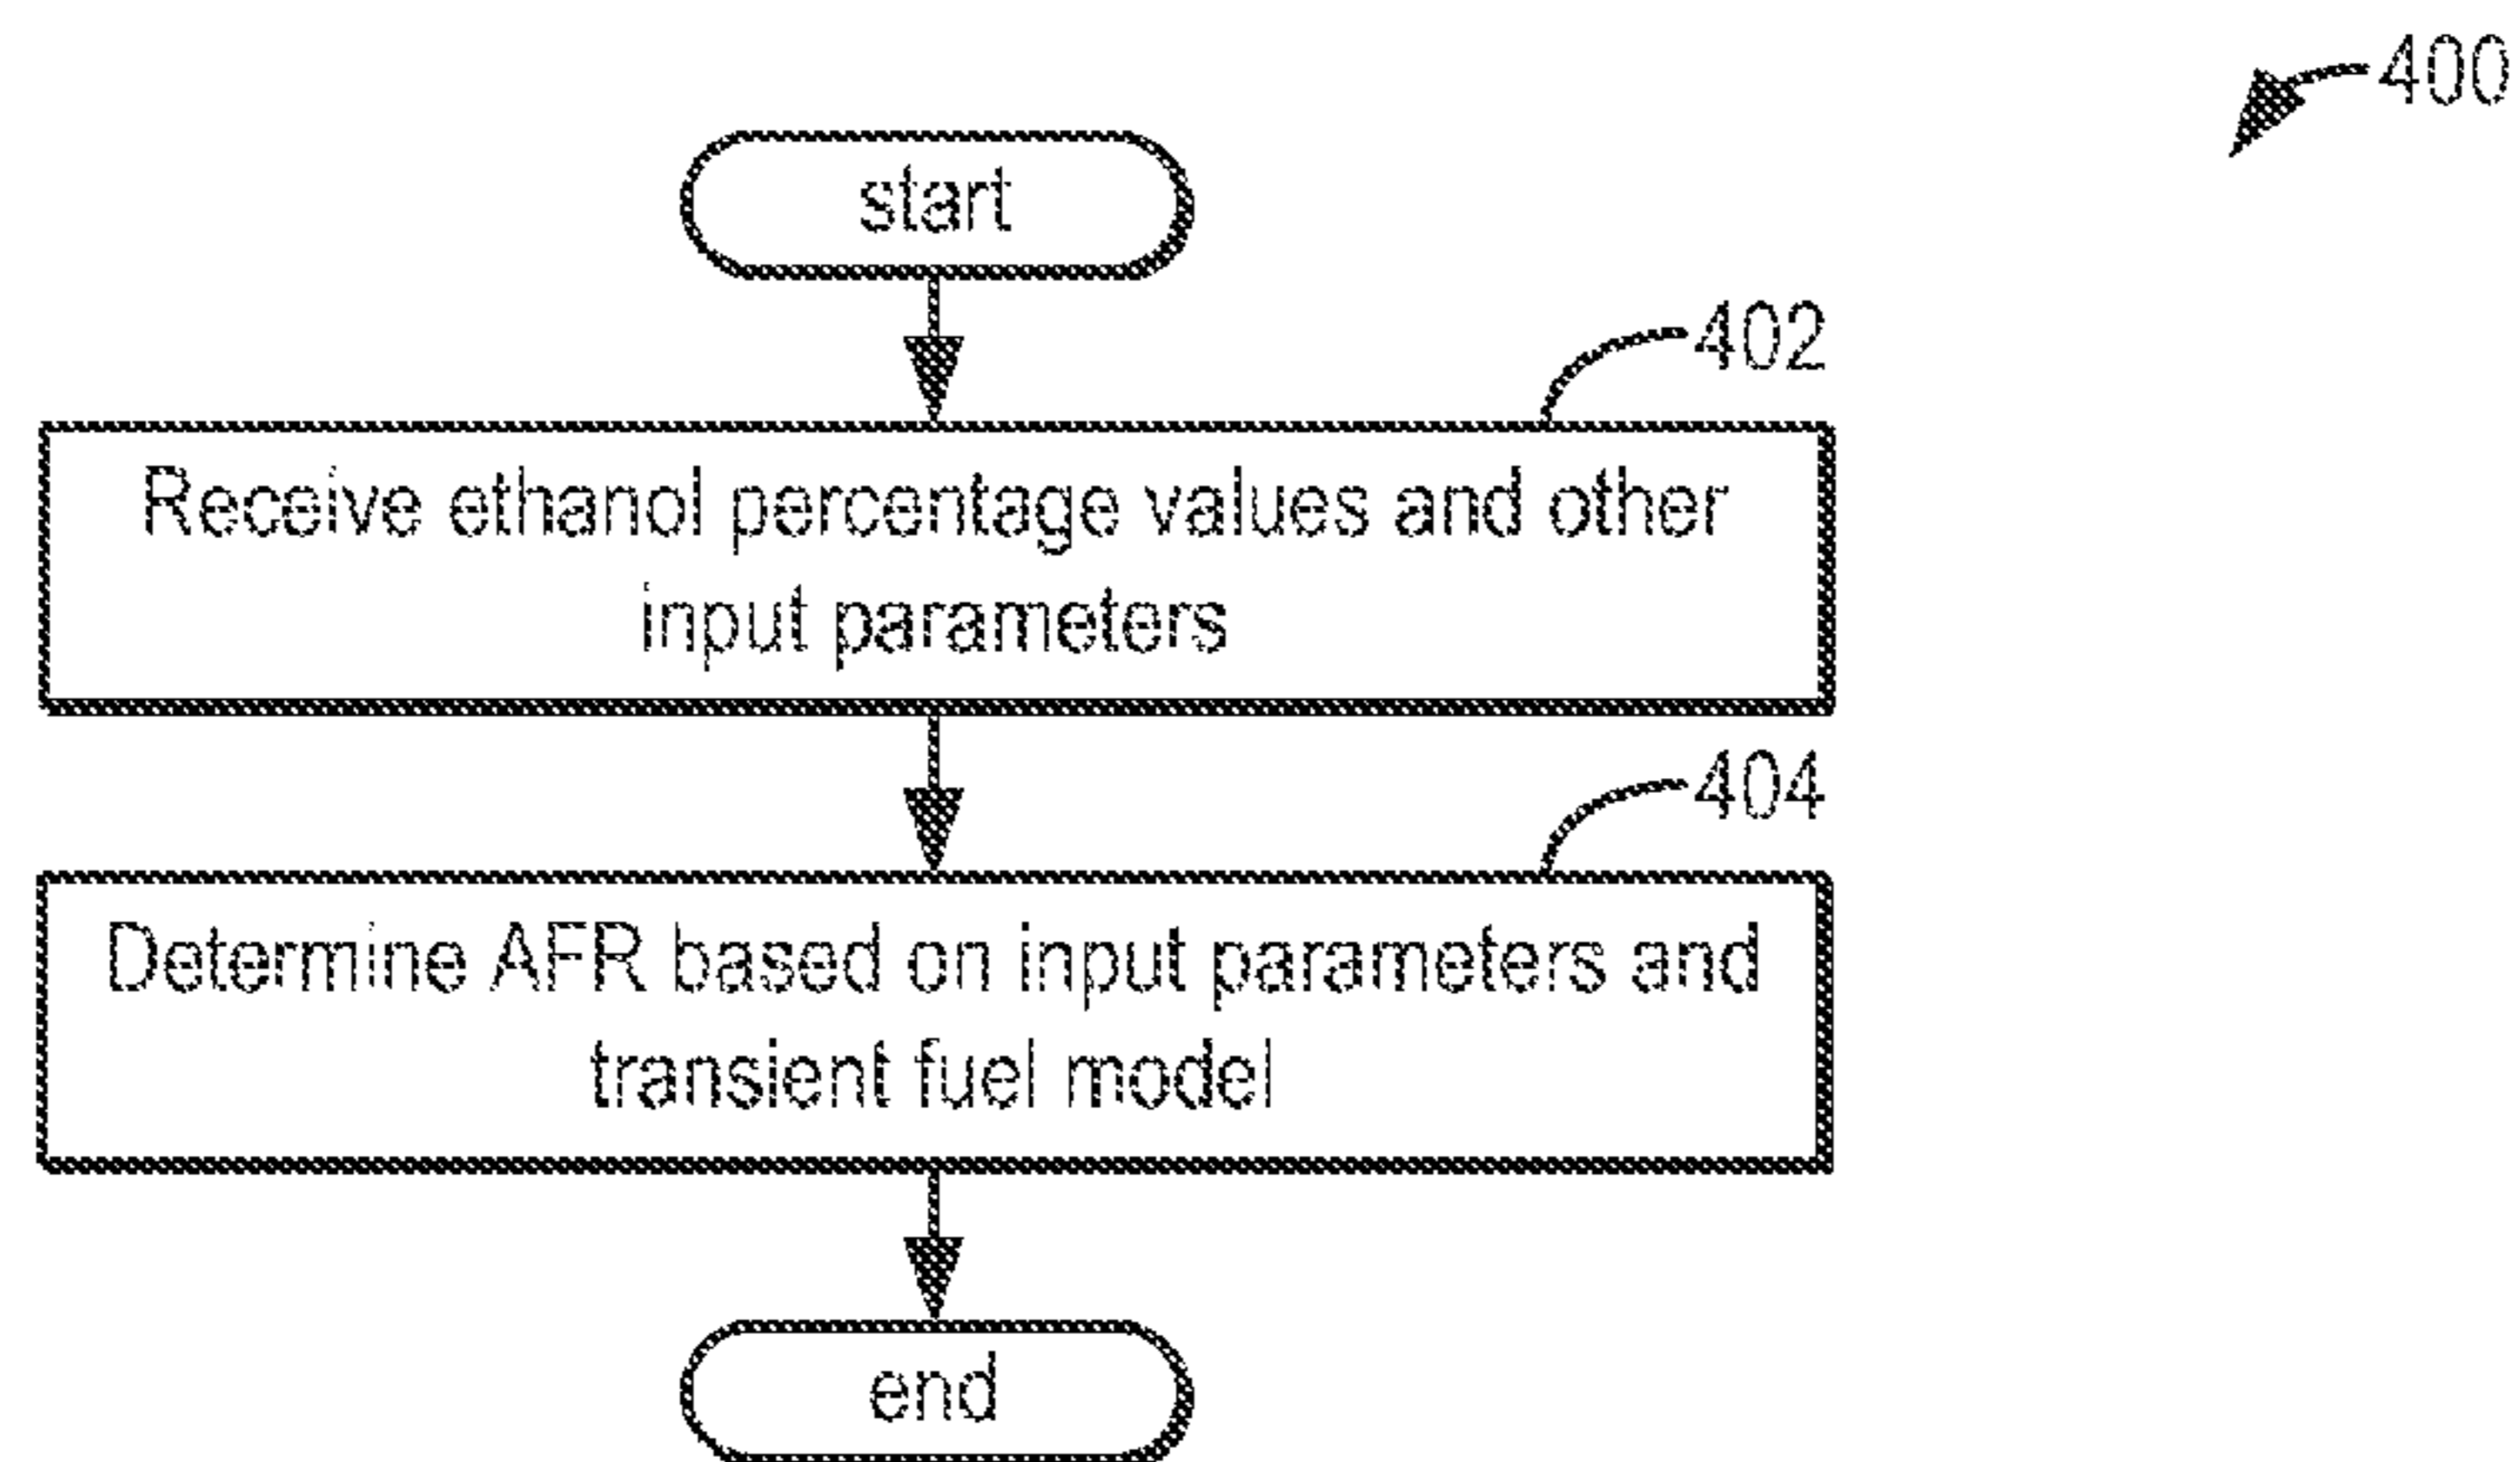 400
start
402
Receive ethanol percentage values and other
input parameters
404
Determine AFR based on input parameters and
transient fuel model
end